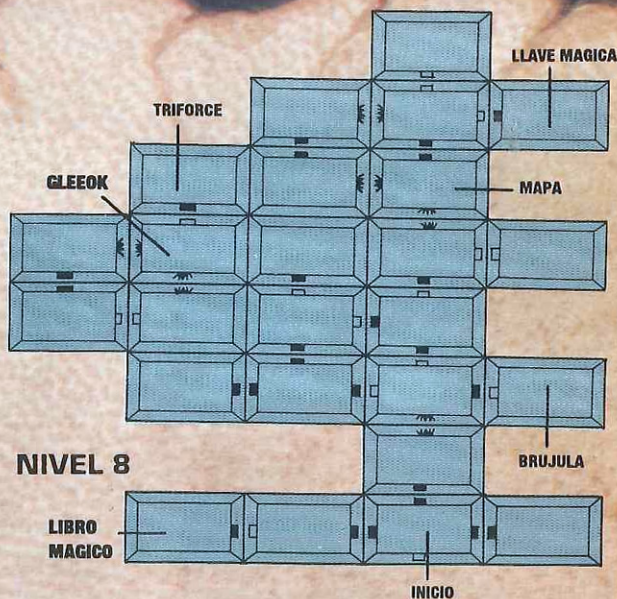 LLAVE MAGICA
TRIFORCE
GLEEOK
MAPA
NIVEL 8
BRUJULA
LIBRO
MAGICO
INICIO